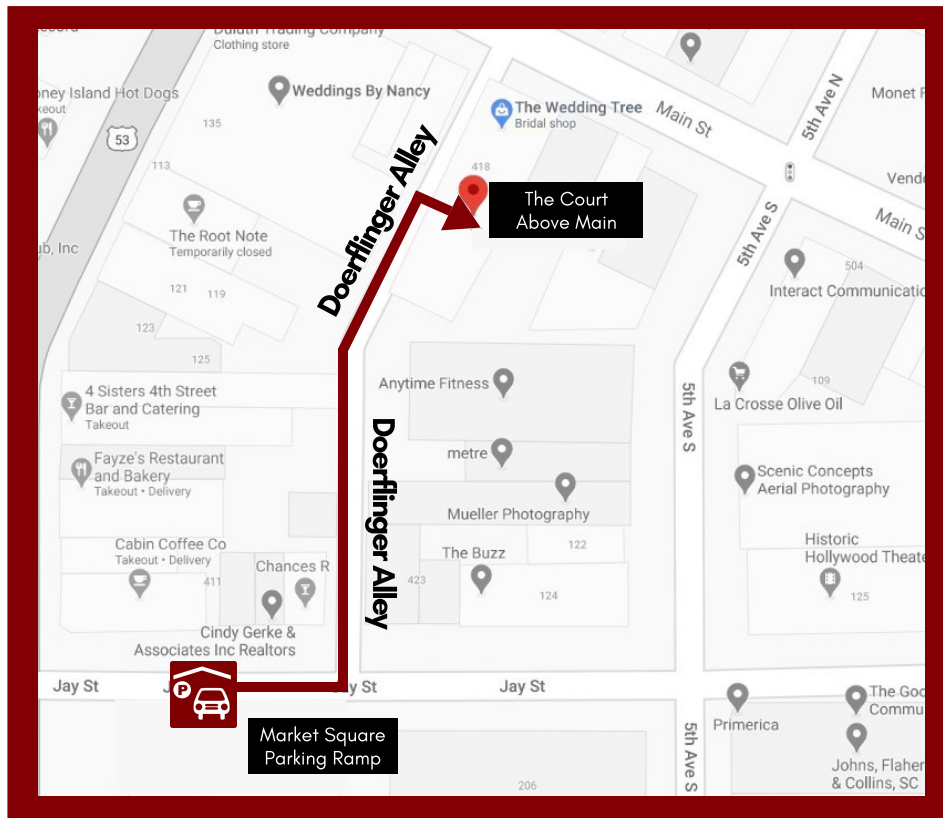 Duluth Trading Company
Clothing store
oney Island Hot Dogs
keout
53
Weddings By Nancy
135
113
The Wedding Tree
Bridal shop
Main St
5th Ave N
Monet F
418
Doerflinger Alley
The Court
Above Main
Vend
Main S
5th Ave S
The Root Note
Temporarily closed
ub, Inc
121
119
504
Interact Communicatio
123
125
4 Sisters 4th Street
Bar and Catering
Takeout
Anytime Fitness
109
La Crosse Olive Oil
5th Ave S
Doerflinger Alley
Fayze's Restaurant
and Bakery
Takeout • Delivery
metre
Mueller Photography
Scenic Concepts
Aerial Photography
Cabin Coffee Co
Takeout • Delivery
411
Chances R
The Buzz
122
423
124
Historic
Hollywood Theate
125
Cindy Gerke &
Associates Inc Realtors
Jay St
P
y St
Jay St
Market Square
Parking Ramp
5th Ave S
Primerica
The Goo
Commu
Johns, Flaher
& Collins, SC
206